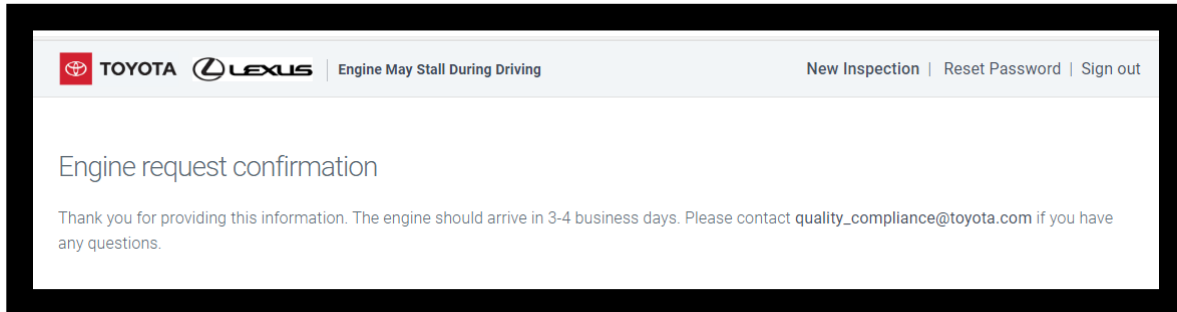 TOYOTA LEXUS Engine May Stall During Driving New Inspection | Reset Password | Sign out
Engine request confirmation
Thank you for providing this information. The engine should arrive in 3-4 business days. Please contact quality_compliance@toyota.com if you have
any questions.